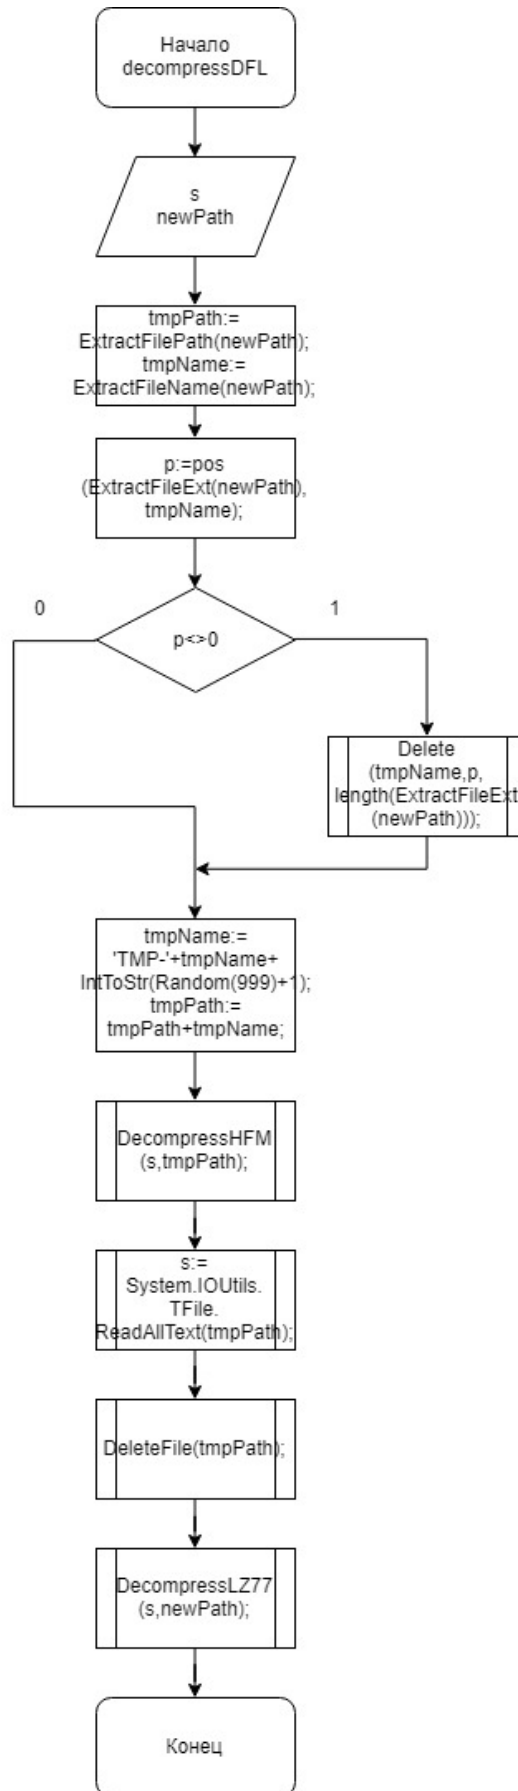 Начало
decompressDFL
s
newPath
tmpPath:=
ExtractFilePath(newPath);
tmpName:=
ExtractFileName(newPath);
p:=pos
(ExtractFileExt(newPath),
tmpName);
0
1
p<>0
Delete
(tmpName,p,
length(ExtractFileExt
(newPath)));
tmpName:=
'TMP-'+tmpName+
IntToStr(Random(999)+1);
tmpPath:=
tmpPath+tmpName;
DecompressHFM
(s,tmpPath);
s:=
System.IOUtils.
TFile.
ReadAllText(tmpPath);
DeleteFile(tmpPath);
DecompressLZ77
(s,newPath);
Конец